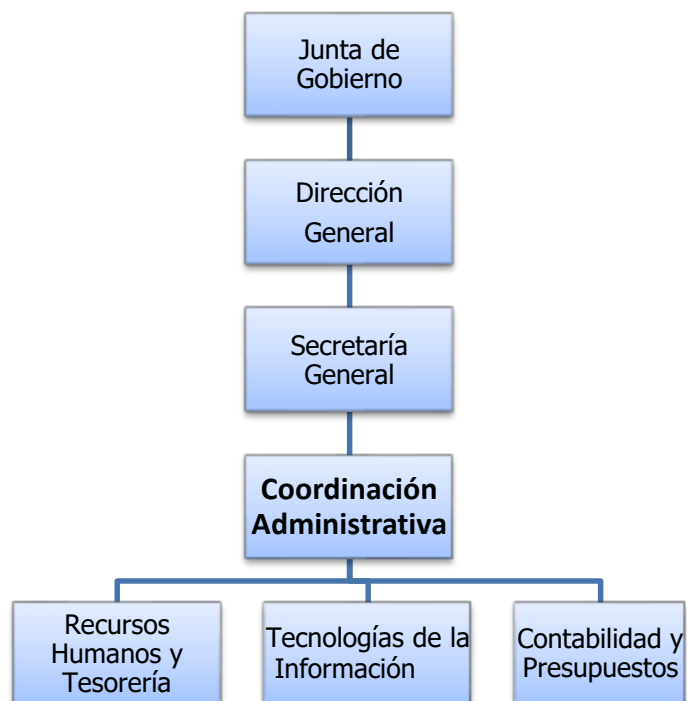 Junta de
Gobierno
Dirección
General
Secretaría
General
Coordinación
Administrativa
Recursos
Humanos y
Tesorería
Tecnologías de la
Información
Contabilidad y
Presupuestos